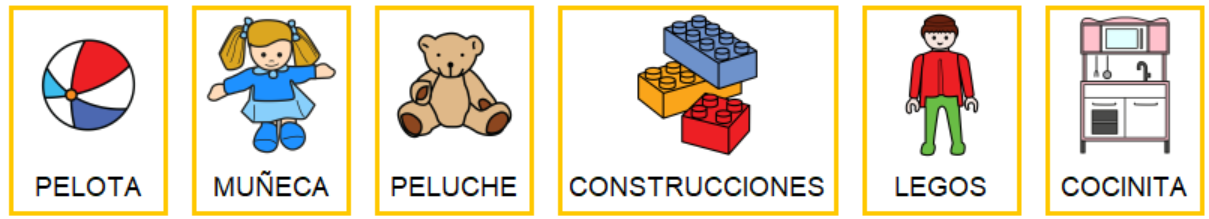 PELOTA
MUÑECA
PELUCHE
CONSTRUCCIONES
LEGOS
COCINITA